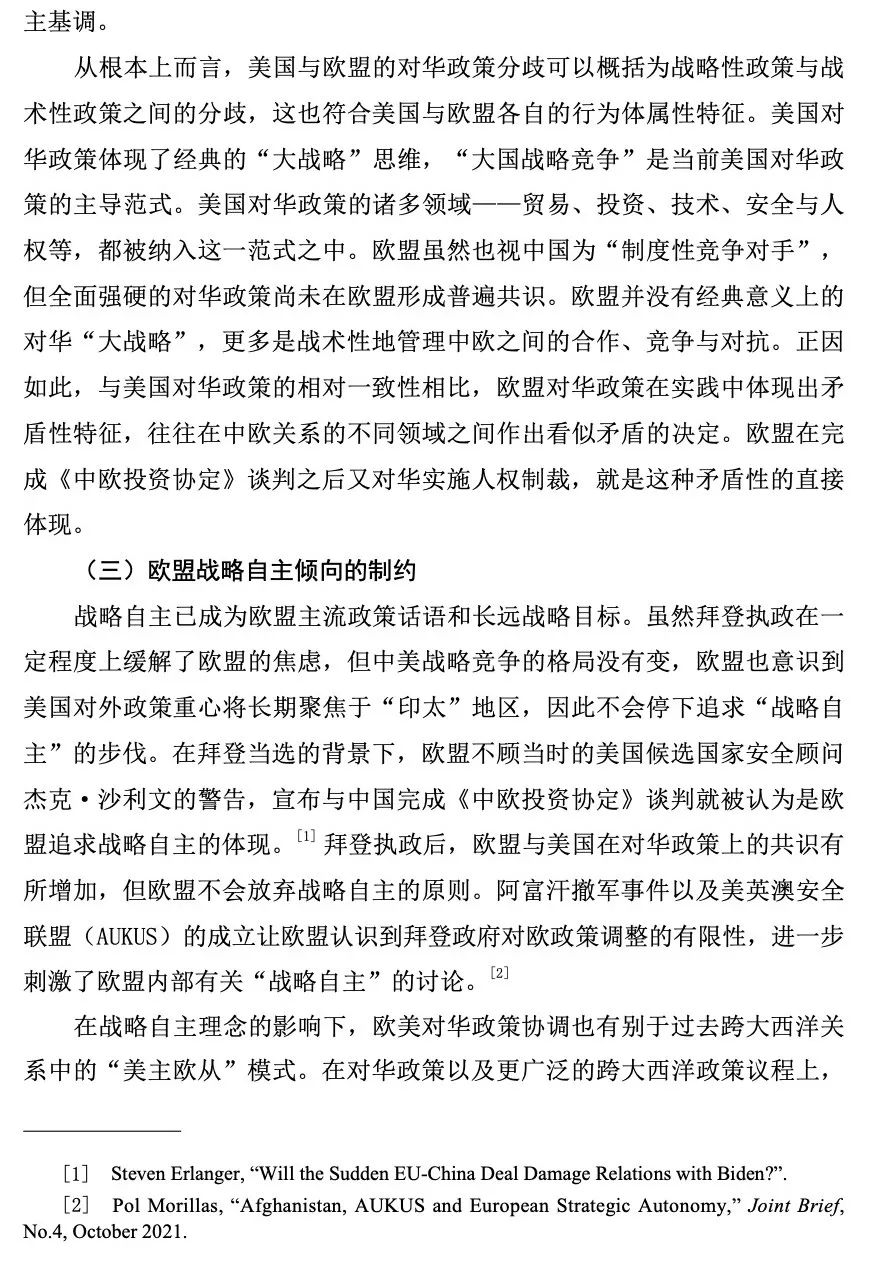 主基调。
从根本上而言，美国与欧盟的对华政策分歧可以概括为战略性政策与战
术性政策之间的分歧，这也符合美国与欧盟各自的行为体属性特征。美国对
华政策体现了经典的“大战略”思维，“大国战略竞争”是当前美国对华政
策的主导范式。美国对华政策的诸多领域——贸易、投资、技术、安全与人
权等，都被纳入这一范式之中。欧盟虽然也视中国为“制度性竞争对手”，
但全面强硬的对华政策尚未在欧盟形成普遍共识。欧盟并没有经典意义上的
对华“大战略”，更多是战术性地管理中欧之间的合作、竞争与对抗。正因
如此，与美国对华政策的相对一致性相比，欧盟对华政策在实践中体现出矛
盾性特征，往往在中欧关系的不同领域之间作出看似矛盾的决定。欧盟在完
成《中欧投资协定》谈判之后又对华实施人权制裁，就是这种矛盾性的直接
体现。
（三）欧盟战略自主倾向的制约
战略自主已成为欧盟主流政策话语和长远战略目标。虽然拜登执政在一
定程度上缓解了欧盟的焦虑，但中美战略竞争的格局没有变，欧盟也意识到
美国对外政策重心将长期聚焦于“印太”地区，因此不会停下追求“战略自
主”的步伐。在拜登当选的背景下，欧盟不顾当时的美国候选国家安全顾问
杰克·沙利文的警告，宣布与中国完成《中欧投资协定》谈判就被认为是欧
盟追求战略自主的体现。[1] 拜登执政后，欧盟与美国在对华政策上的共识有
所增加，但欧盟不会放弃战略自主的原则。阿富汗撤军事件以及美英澳安全
联盟（AUKUS）的成立让欧盟认识到拜登政府对欧政策调整的有限性，进一步
刺激了欧盟内部有关“战略自主”的讨论。[2]
在战略自主理念的影响下，欧美对华政策协调也有别于过去跨大西洋关
系中的“美主欧从”模式。在对华政策以及更广泛的跨大西洋政策议程上，
[1] Steven Erlanger, “Will the Sudden EU-China Deal Damage Relations with Biden?”.
[2] Pol Morillas, “Afghanistan, AUKUS and European Strategic Autonomy,” Joint Brief,
No.4, October 2021.